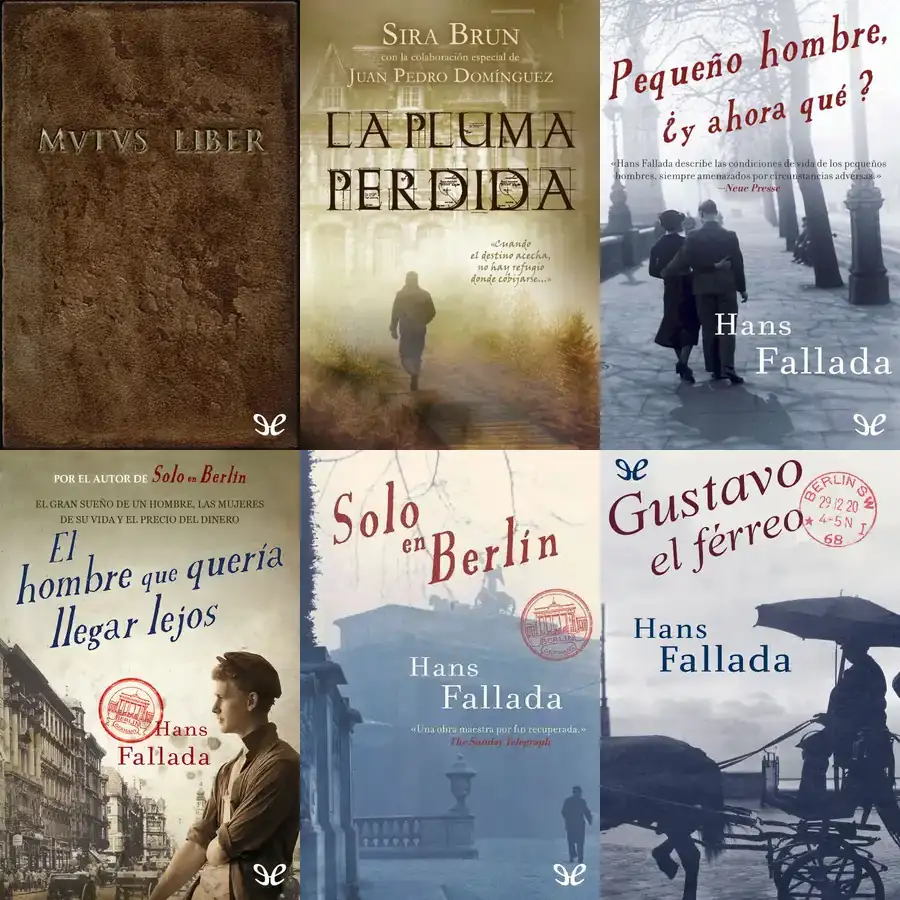 MVTVS LIBER
SIRA BRUN
con la colaboración especial de
JUAN PEDRO DOMÍNGUEZ
LA PLUMA
PERDIDA
«Cuando
el destino acecha,
no hay refugio
donde cobijarse...»
Pequeño hombre,
¿y ahora qué?
«Hans Fallada describe las condiciones de vida de los pequeños
hombres, siempre amenazados por circunstancias adversas.»
—Neue Presse
Hans
Fallada
POR EL AUTOR DE Solo en Berlín
EL GRAN SUEÑO DE UN HOMBRE, LAS MUJERES
DE SU VIDA Y EL PRECIO DEL DINERO
El
hombre que quería
llegar lejos
BERLIN
Hans
Fallada
Solo
en
Berlín
BERLIN
Hans
Fallada
«Una obra maestra por fin recuperada.»
The Sunday Telegraph
Gustavo
el férreo
BERLIN SW
29 12 20
4-5 N
I
68
Hans
Fallada